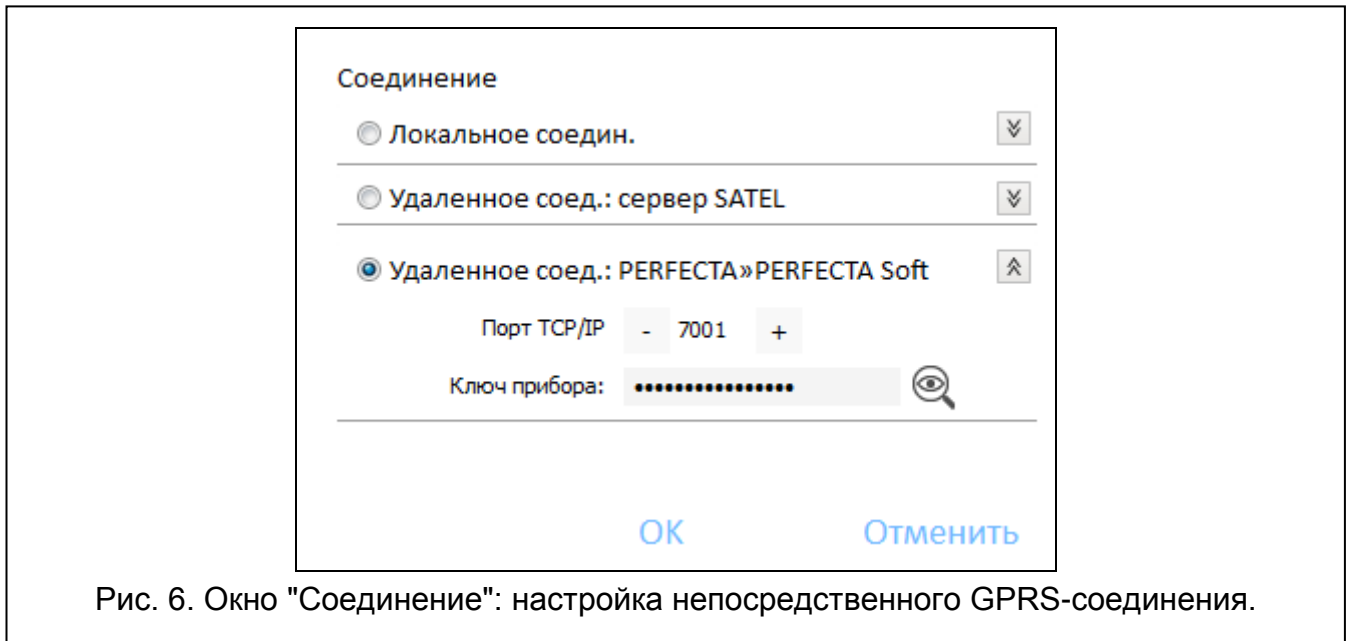 Соединение
Локальное соедин.
Удаленное соед.: сервер SATEL
Удаленное соед.: PERFECTA»PERFECTA Soft
Порт TCP/IP - 7001 +
Ключ прибора: ••••••••••••••••
OK Отменить
Рис. 6. Окно "Соединение": настройка непосредственного GPRS-соединения.